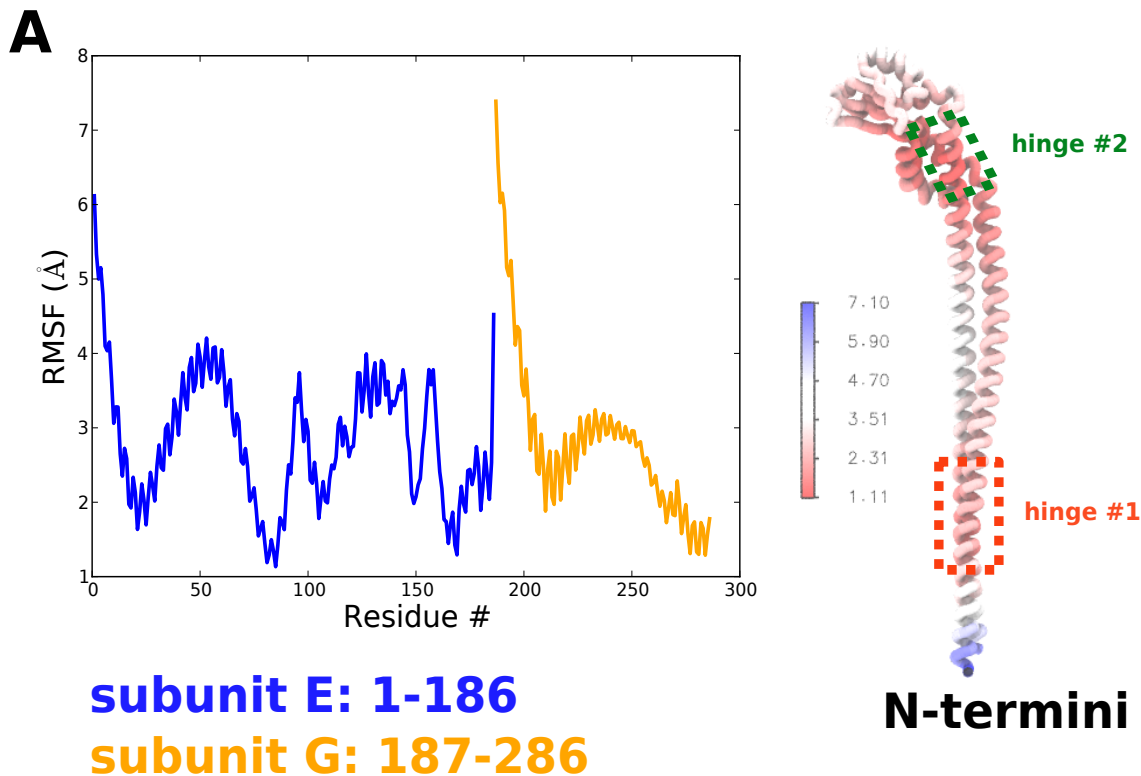 A
8
7
6
5
4
3
2
1
RMSF (Å)
0 50 100 150 200 250 300
Residue #
subunit E: 1-186
subunit G: 187-286
hinge #2
7.10
5.90
4.70
3.51
2.31
1.11
hinge #1
N-termini